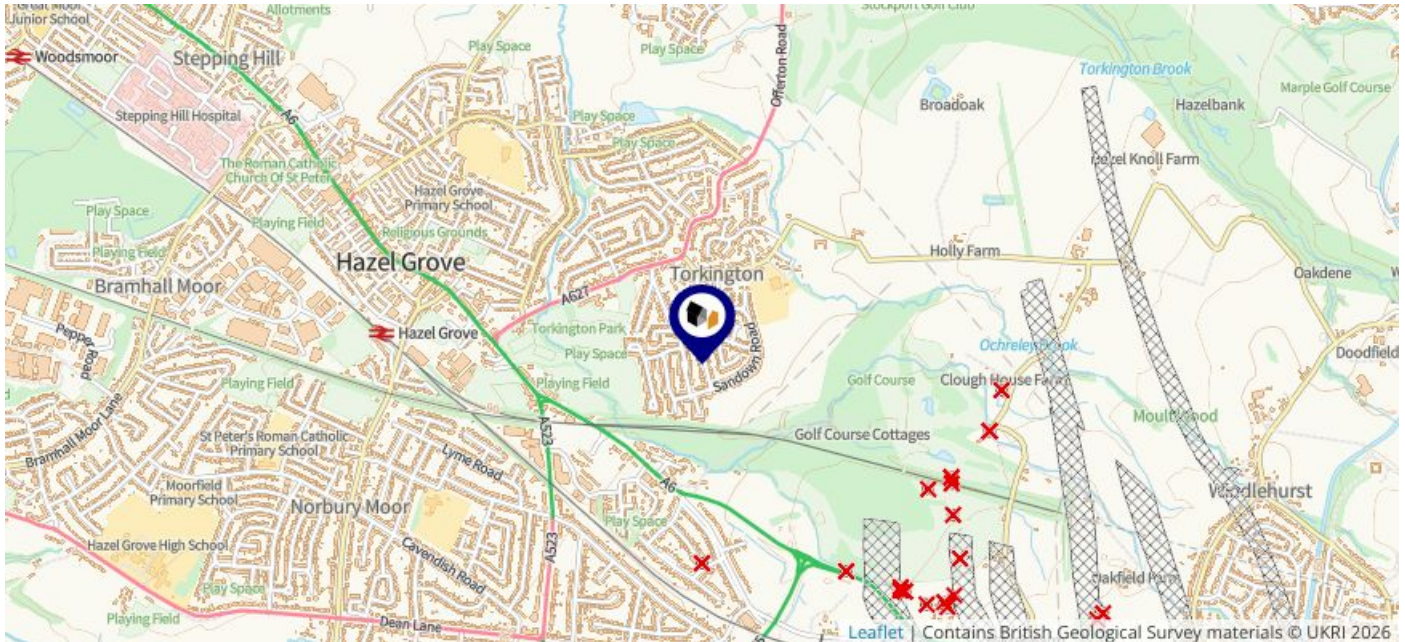 Great Moor
Junior School
Allotments
Stockport Golf Club
Woodsmoor
Stepping Hill
Play Space
Play Space
Offerton Road
Torkington Brook
Broadoak
Hazelbank
Marple Golf Course
Stepping Hill Hospital
A6
Play Space
Play Space
The Roman Catholic
Church Of St Peter
Hazel Knoll Farm
Hazel Grove
Primary School
Play Space
Playing Field
Religious Grounds
Playing Field
Hazel Grove
Holly Farm
Torkington
Oakdene
Bramhall Moor
A627
Pepper Road
Hazel Grove
Torkington Park
Play Space
Sandown Road
Ochreley Brook
Doodfield
Playing Field
Playing Field
Golf Course
Clough House Farm
Bramhall Moor Lane
A523
Moult Wood
St Peter's Roman Catholic
Primary School
Golf Course Cottages
Lyme Road
Moorfield
Primary School
A6
Windlehurst
Norbury Moor
Play Space
Hazel Grove High School
Cavendish Road
A523
Play Space
Oakfield Farm
Playing Field
Dean Lane
Leaflet | Contains British Geological Survey materials © UKRI 2026